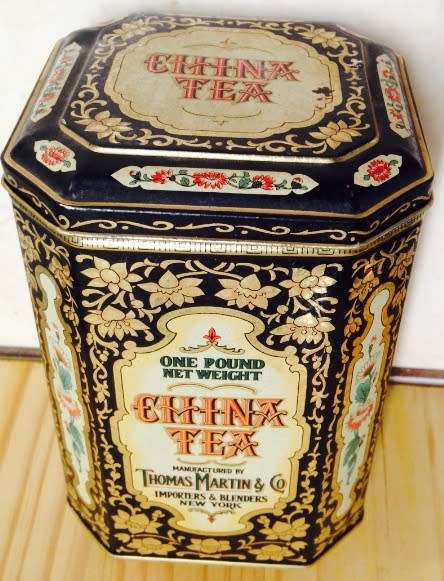 CHINA
TEA
ONE POUND
NET WEIGHT
CHINA
TEA
MANUFACTURED BY
THOMAS MARTIN & CO
IMPORTERS & BLENDERS
NEW YORK